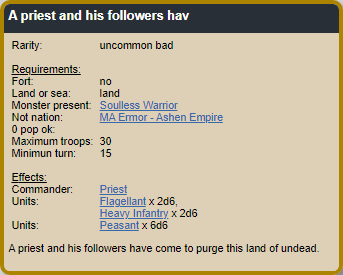 A priest and his followers hav
Rarity: uncommon bad
Requirements:
Fort: no
Land or sea: land
Monster present: Soulless Warrior
Not nation: MA Ermor - Ashen Empire
0 pop ok:
Maximum troops: 30
Minimun turn: 15
Effects:
Commander: Priest
Units: Flagellant x 2d6,
Heavy Infantry x 2d6
Units: Peasant x 6d6
A priest and his followers have come to purge this land of undead.